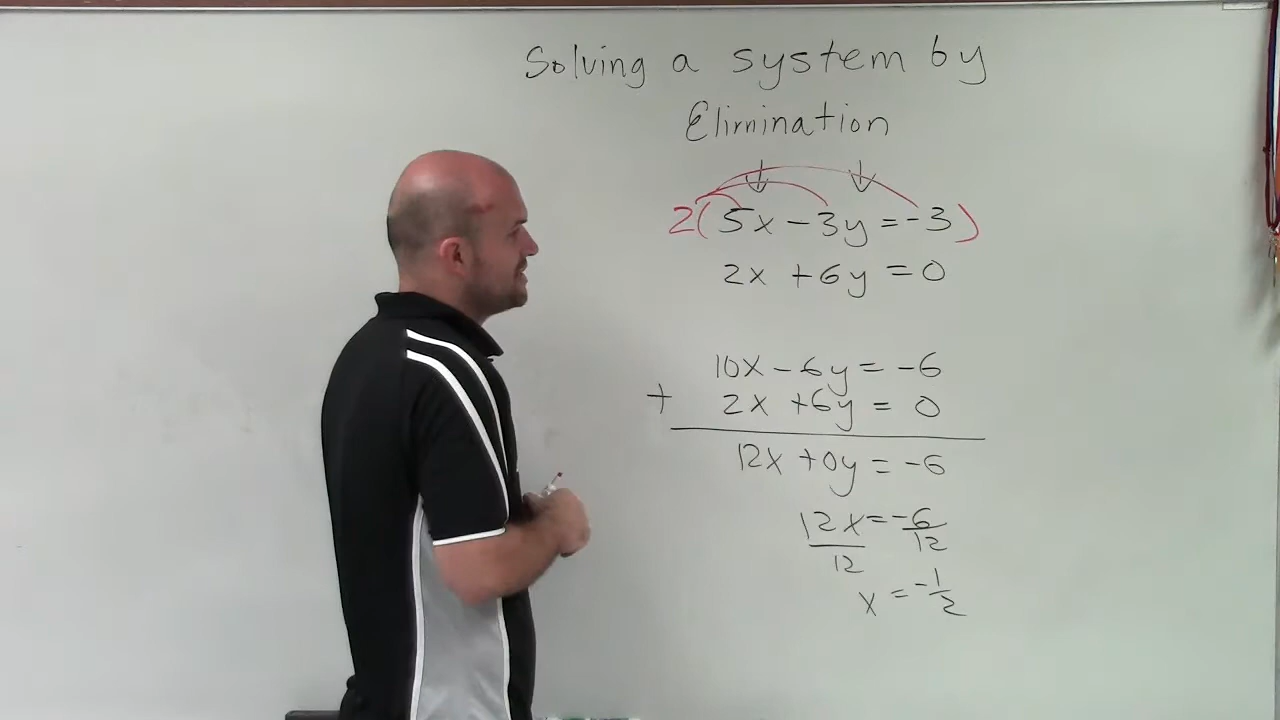 Solving a system by
Elimination
2(5x - 3y = -3)
2x + 6y = 0
10x - 6y = -6
+ 2x + 6y = 0
12x + 0y = -6
12x = -6
12 12
x = -1/2